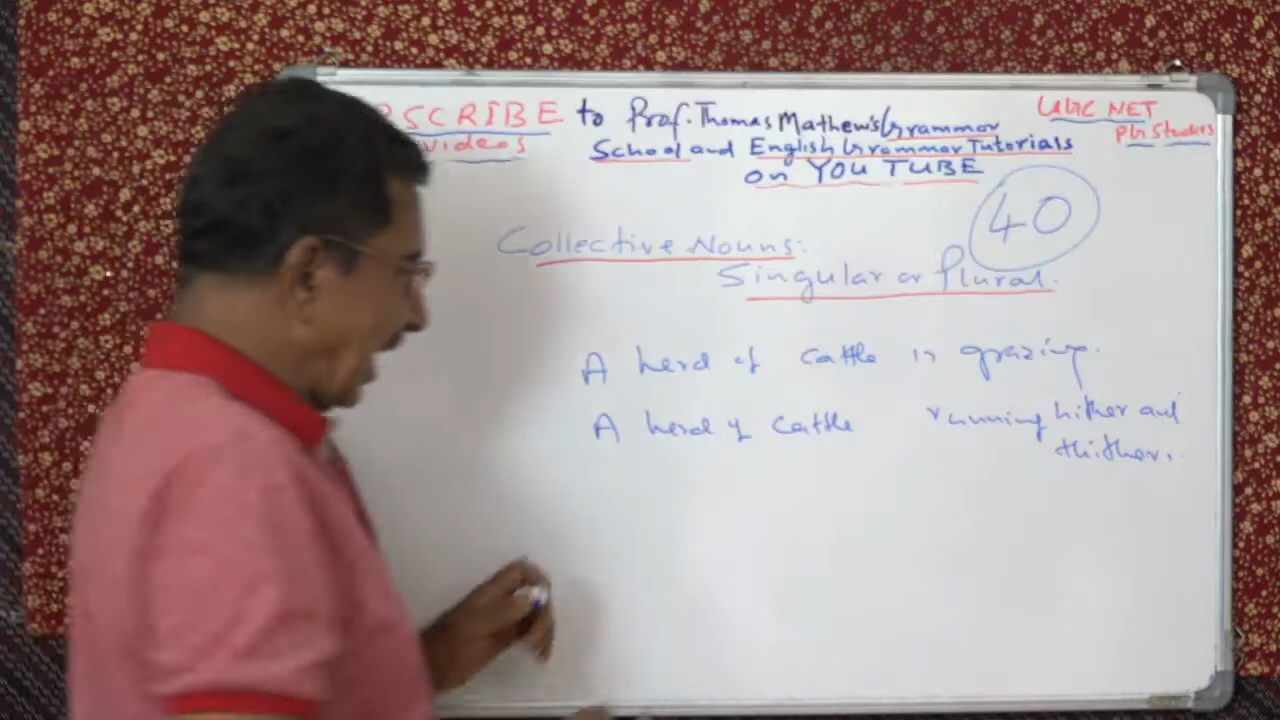 SCRIBE to Prof. Thomas Mathew's Grammar
videos School and English Grammar Tutorials
on YOU TUBE
UGC NET
Ph Studies
40
Collective Nouns:
Singular or Plural.
A herd of cattle is grazing.
A herd of cattle running hither and
thither.